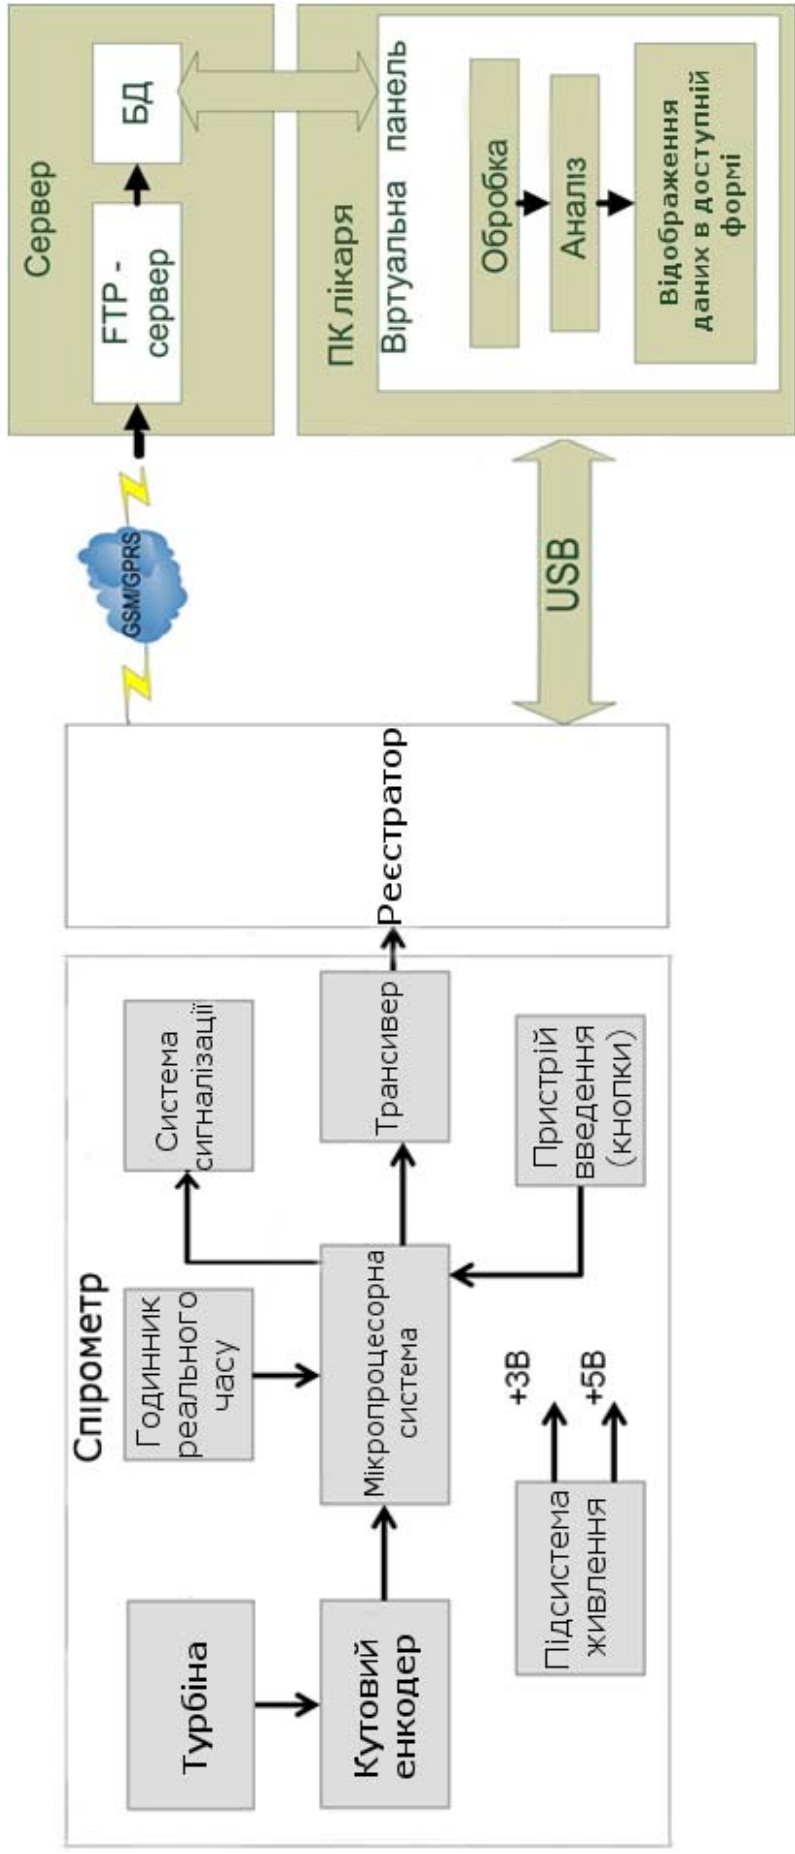 Спірометр
Турбіна
Кутовий
енкодер
Годинник
реального
часу
Мікропроцесорна
система
Система
сигналізації
Трансивер
Пристрій
введення
(кнопки)
Підсистема
живлення
+3В
+5В
Реєстратор
GSM/GPRS
USB
Сервер
FTP -
сервер
БД
ПК лікаря
Віртуальна панель
Обробка
Аналіз
Відображення
даних в доступній
формі